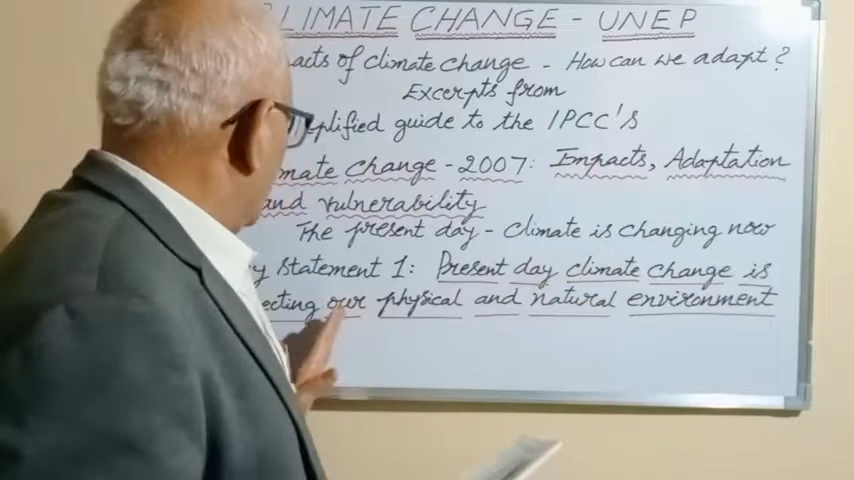 CLIMATE CHANGE - UNEP
acts of climate change - How can we adapt?
Excerpts from
plified guide to the IPCC's
mate change - 2007: Impacts, Adaptation
and vulnerability
The present day - Climate is changing now
y Statement 1: Present day climate change is
ecting our physical and natural environment